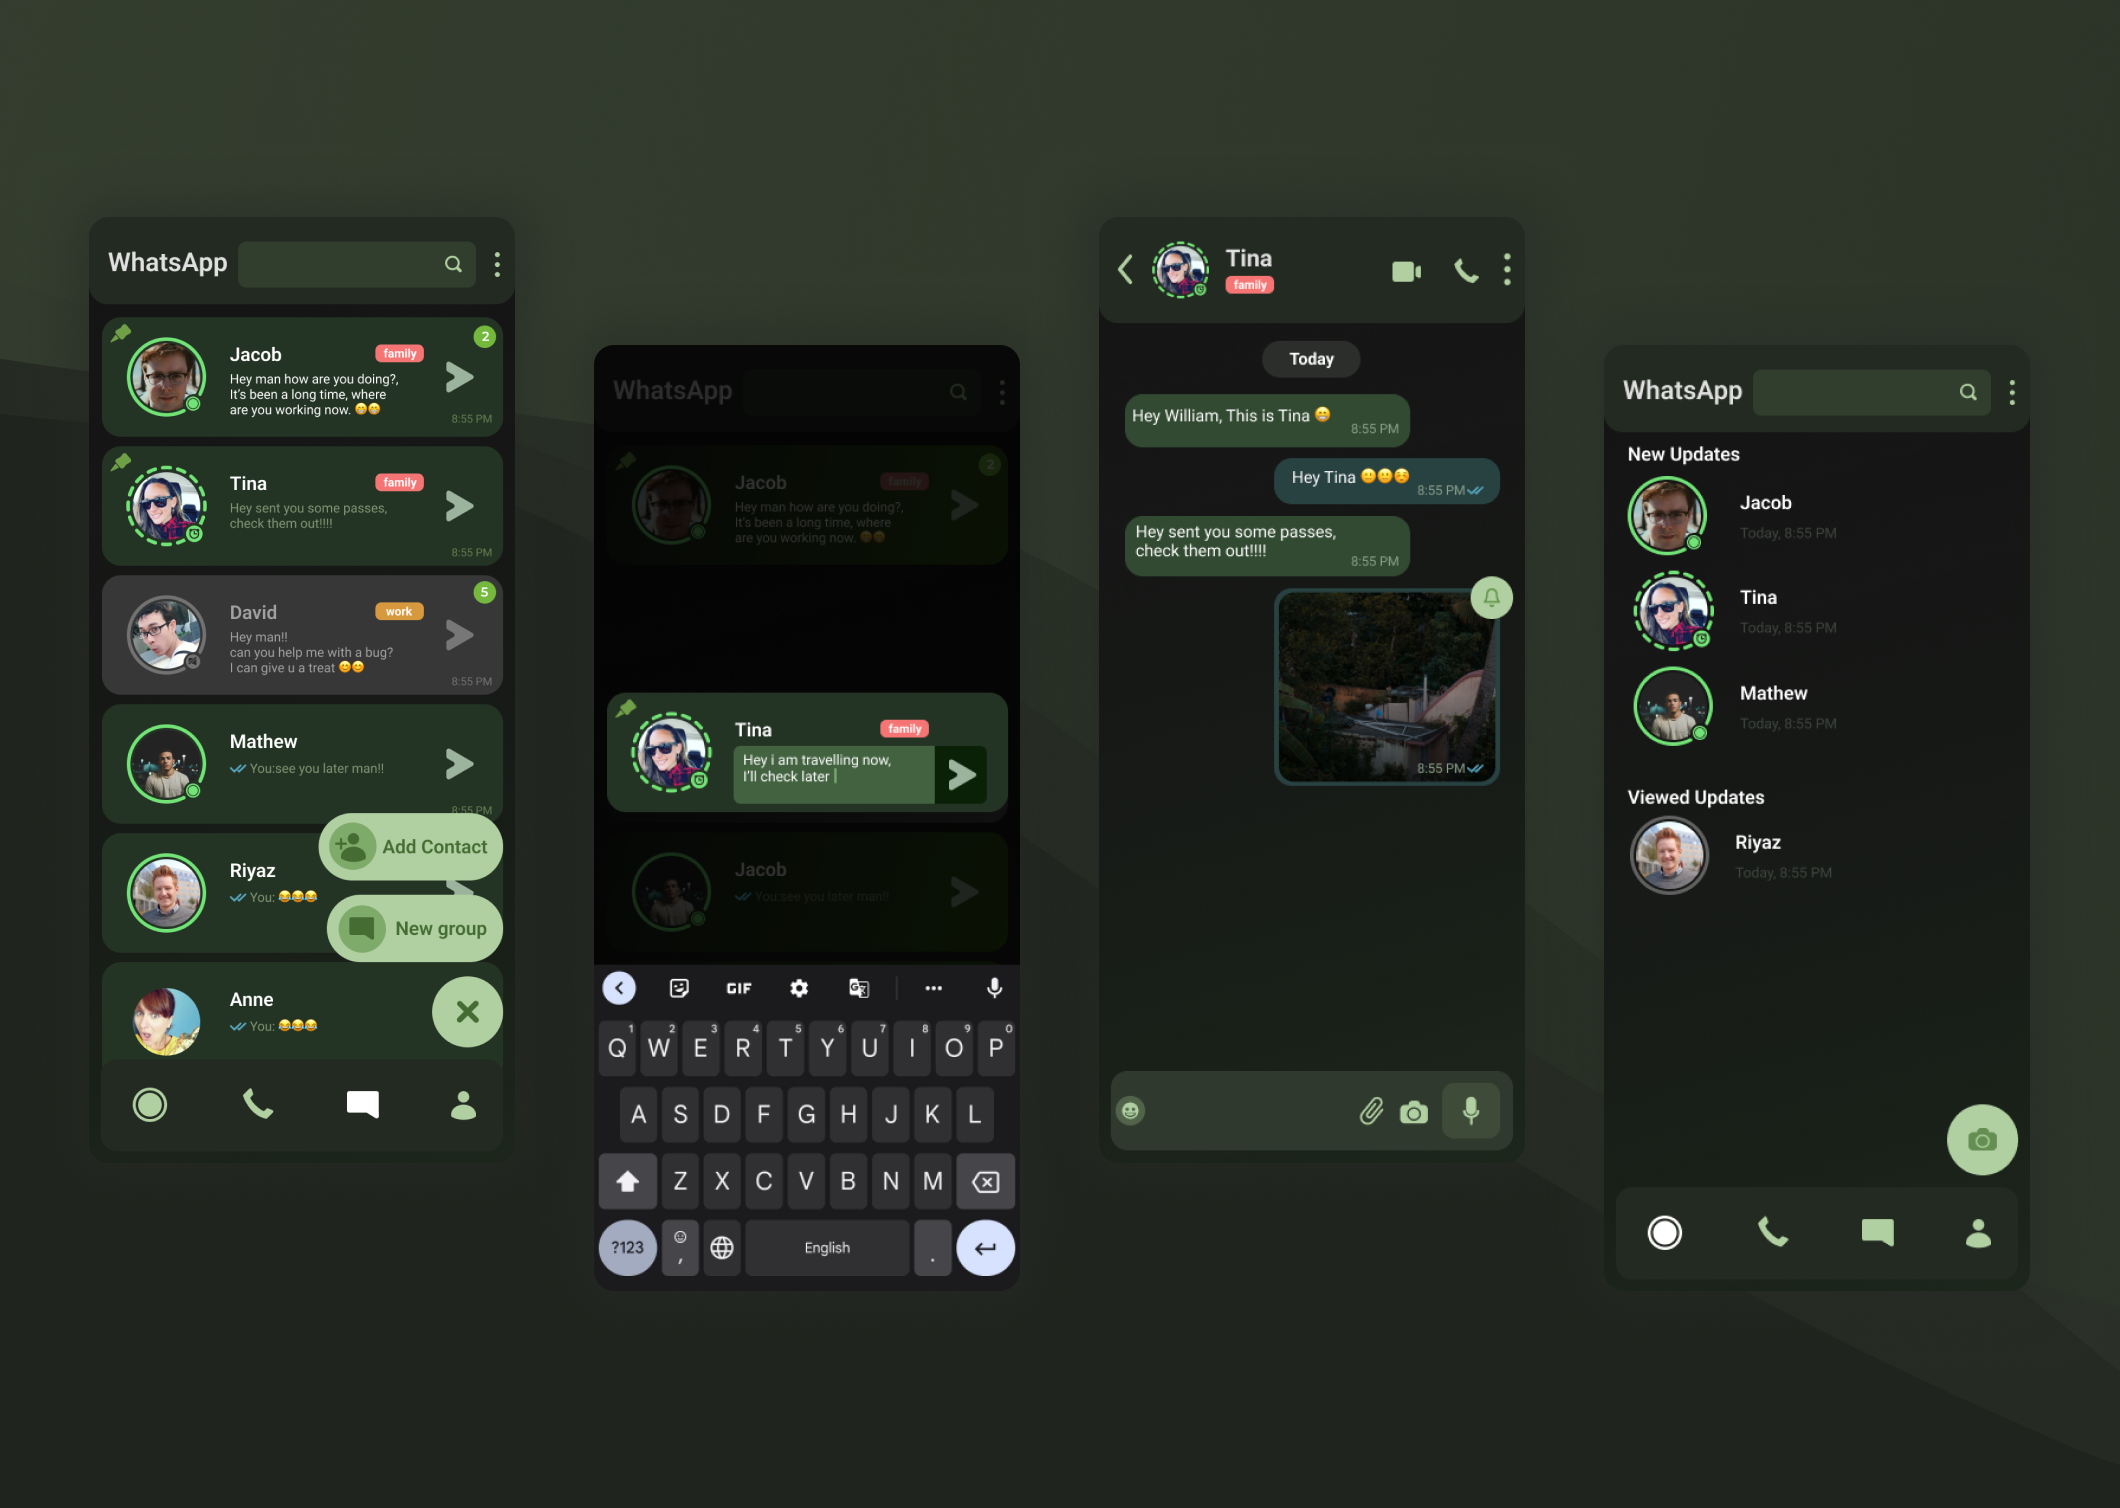 WhatsApp
2
Jacob
family
Hey man how are you doing?,
It's been a long time, where
are you working now. 😁😁
8:55 PM
Tina
family
Hey sent you some passes,
check them out!!!!
8:55 PM
5
David
work
Hey man!!
can you help me with a bug?
I can give u a treat 😊😊
8:55 PM
Mathew
You:see you later man!!
8:55 PM
Add Contact
Riyaz
You: 😂😂😂
New group
Anne
You: 😂😂😂
WhatsApp
2
Jacob
family
Hey man how are you doing?,
It's been a long time, where
are you working now. 😁😁
Tina
family
Hey i am travelling now,
I'll check later
Jacob
You:see you later man!!
GIF
G
1 2 3 4 5 6 7 8 9 0
Q W E R T Y U I O P
A S D F G H J K L
Z X C V B N M
?123 , English .
Tina
family
Today
Hey William, This is Tina 😁
8:55 PM
Hey Tina 🙂🙂☺️
8:55 PM
Hey sent you some passes,
check them out!!!!
8:55 PM
8:55 PM
WhatsApp
New Updates
Jacob
Today, 8:55 PM
Tina
Today, 8:55 PM
Mathew
Today, 8:55 PM
Viewed Updates
Riyaz
Today, 8:55 PM